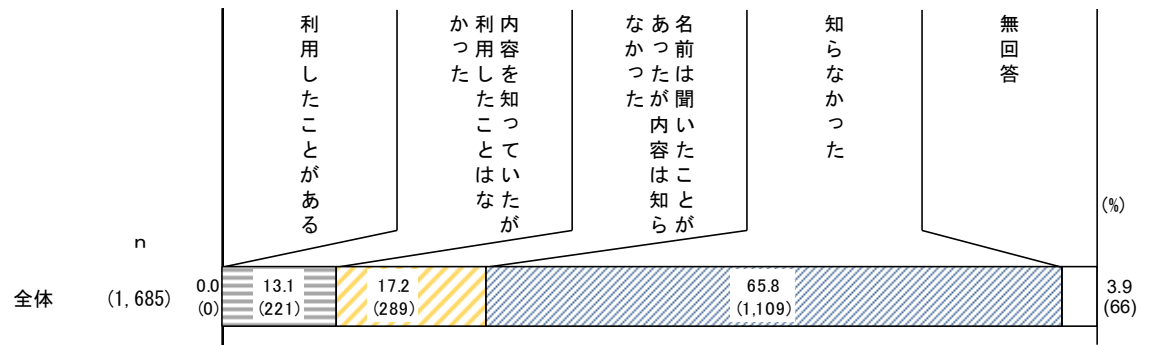 利用したことがある
内容を知っていたが
利用したことはな
かった
名前は聞いたことが
あったが内容は知ら
なかった
知らなかった
無回答
(%)
n
全体
(1,685)
0.0
(0)
13.1
(221)
17.2
(289)
65.8
(1,109)
3.9
(66)